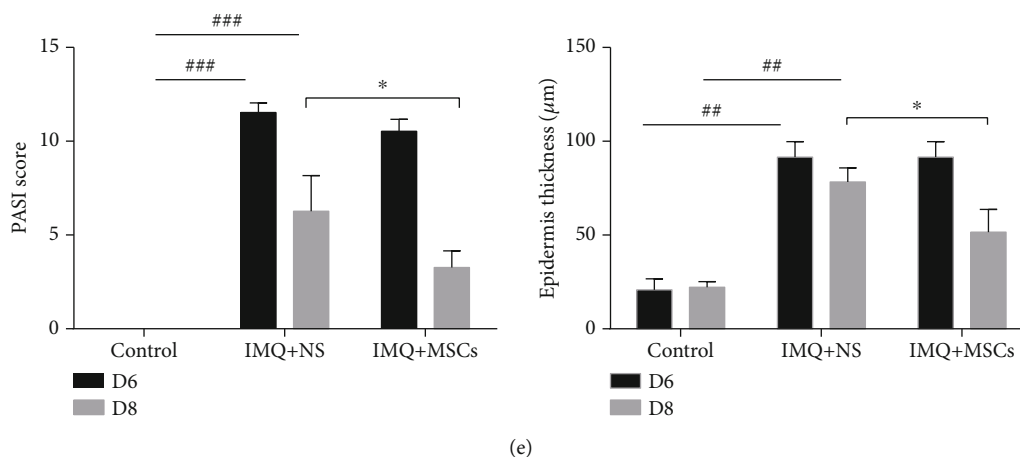 ###
###
*
15
10
5
0
PASI score
Control
IMQ+NS
IMQ+MSCs
D6
D8
##
##
*
150
100
50
0
Epidermis thickness (μm)
Control
IMQ+NS
IMQ+MSCs
D6
D8
(e)